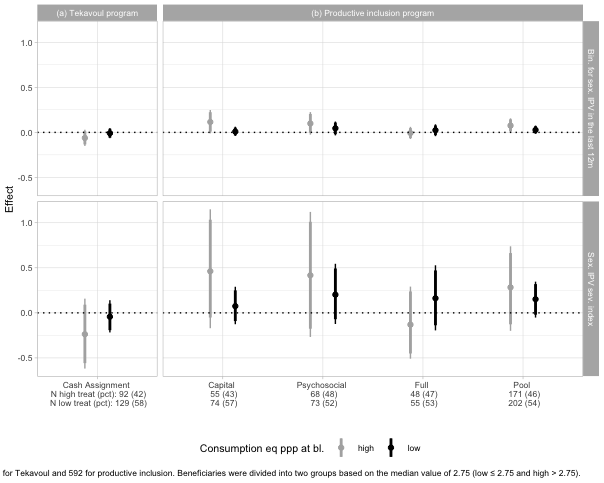 (a) Tekavoul program
(b) Productive inclusion program
1.0
0.5
0.0
-0.5
Bin. for sex. IPV in the last 12m
1.0
0.5
0.0
-0.5
Sex. IPV sev. index
Effect
Cash Assignment
N high treat (pct): 92 (42)
N low treat (pct): 129 (58)
Capital
55 (43)
74 (57)
Psychosocial
68 (48)
73 (52)
Full
48 (47)
55 (53)
Pool
171 (46)
202 (54)
Consumption eq ppp at bl.
high
low
for Tekavoul and 592 for productive inclusion. Beneficiaries were divided into two groups based on the median value of 2.75 (low ≤ 2.75 and high > 2.75).